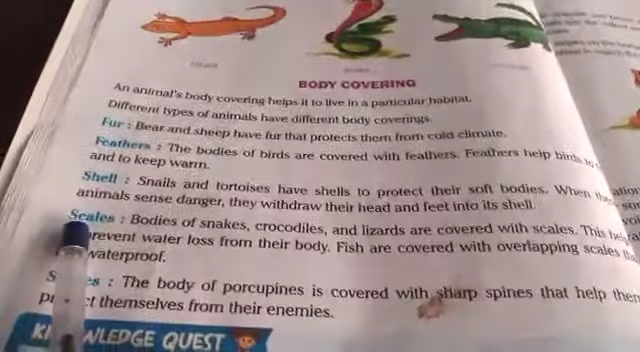 BODY COVERING
An animal's body covering helps it to live in a particular habitat.
Different types of animals have different body coverings.
Fur : Bear and sheep have fur that protects them from cold climate.
Feathers : The bodies of birds are covered with feathers. Feathers help birds to
and to keep warm.
Shell : Snails and tortoises have shells to protect their soft bodies. When
animals sense danger, they withdraw their head and feet into its shell.
Scales : Bodies of snakes, crocodiles, and lizards are covered with scales. This
prevent water loss from their body. Fish are covered with overlapping scales
waterproof.
: The body of porcupines is covered with sharp spines that help them
themselves from their enemies.
KNOWLEDGE QUEST